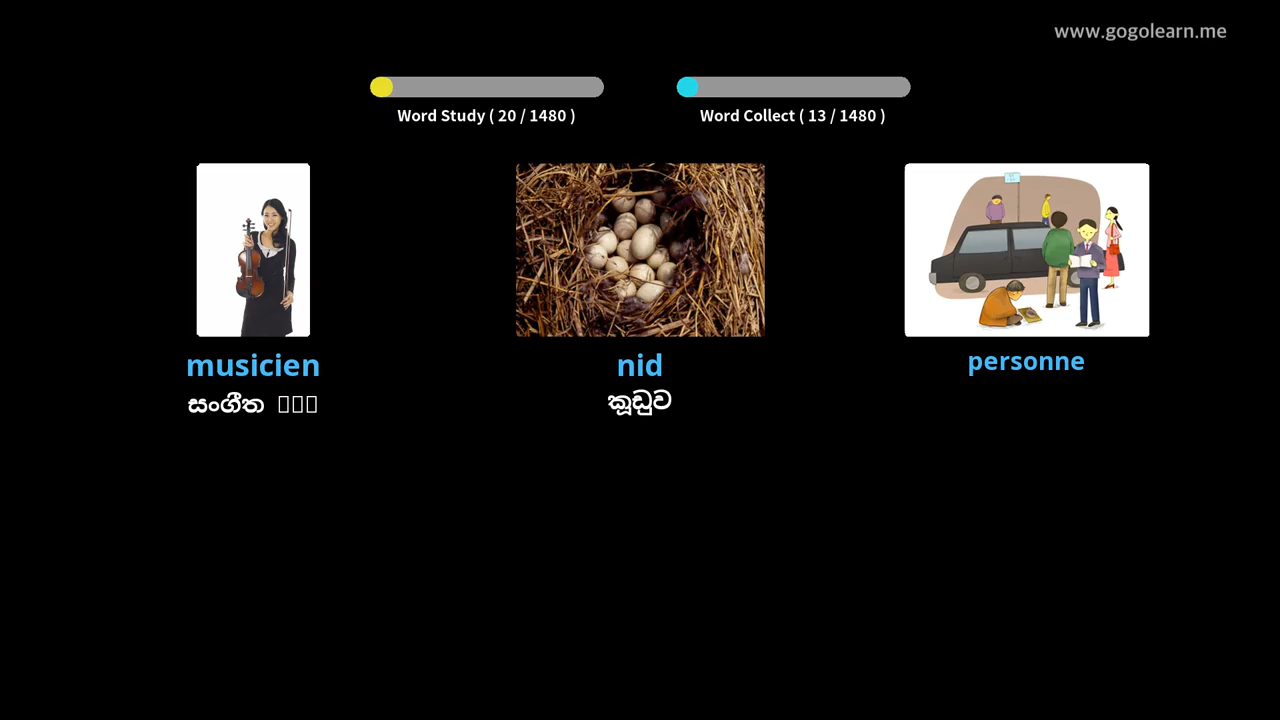 www.gogolearn.me
Word Study ( 20 / 1480 )
Word Collect ( 13 / 1480 )
musicien
nid
personne
සංගීත
කූඩුව